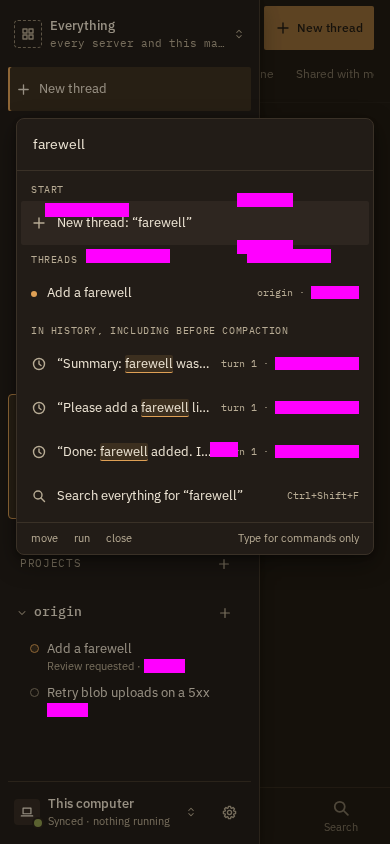 Everything
every server and this ma…
New thread
New thread
Shared with m
farewell
START
New thread: “farewell”
THREADS
Add a farewell
origin ·
IN HISTORY, INCLUDING BEFORE COMPACTION
“Summary: farewell was… turn 1 ·
“Please add a farewell li… turn 1 ·
“Done: farewell added. I… n 1 ·
Search everything for “farewell” Ctrl+Shift+F
move run close Type for commands only
PROJECTS
origin
Add a farewell
Review requested ·
Retry blob uploads on a 5xx
This computer
Synced · nothing running
Search